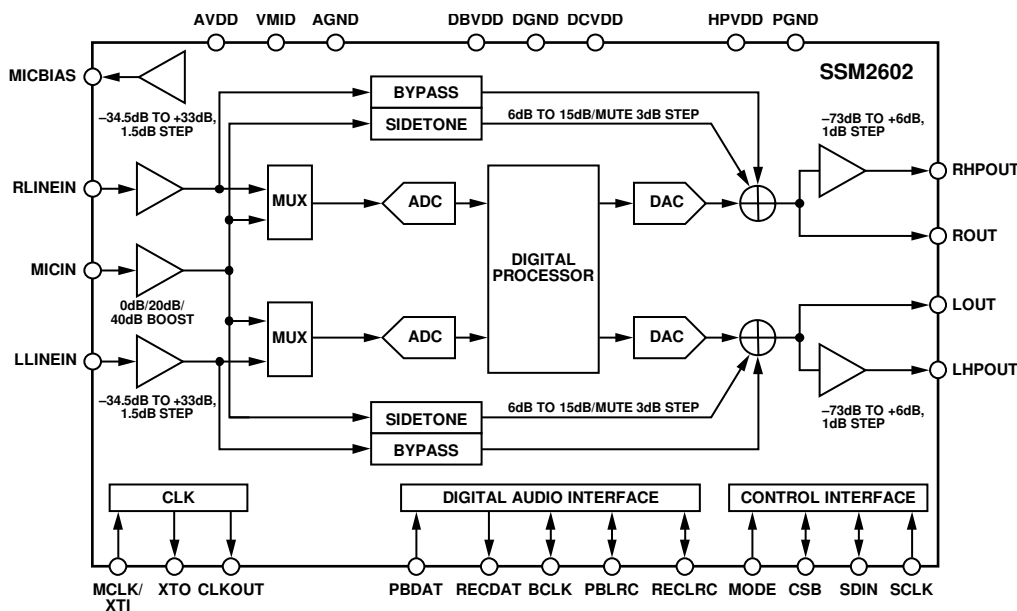 AVDD VMID AGND DBVDD DGND DCVDD HPVDD PGND
SSM2602
MICBIAS
–34.5dB TO +33dB,
1.5dB STEP
BYPASS
SIDETONE
6dB TO 15dB/MUTE 3dB STEP
–73dB TO +6dB,
1dB STEP
RLINEIN
MUX
ADC
DAC
RHPOUT
ROUT
MICIN
0dB/20dB/
40dB BOOST
DIGITAL
PROCESSOR
LOUT
LLINEIN
MUX
ADC
DAC
LHPOUT
–34.5dB TO +33dB,
1.5dB STEP
SIDETONE
BYPASS
6dB TO 15dB/MUTE 3dB STEP
–73dB TO +6dB,
1dB STEP
CLK
DIGITAL AUDIO INTERFACE
CONTROL INTERFACE
MCLK/
XTI
XTO CLKOUT
PBDAT RECDAT BCLK PBLRC RECLRC
MODE CSB SDIN SCLK